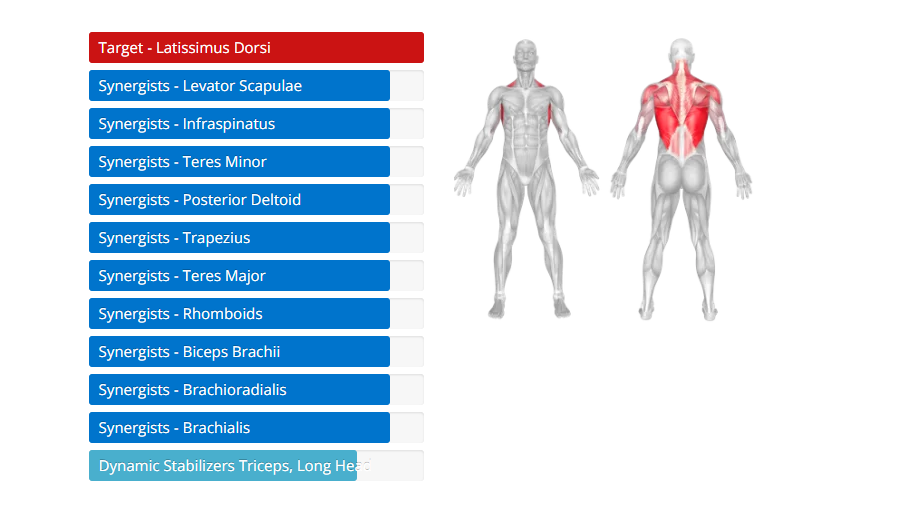 Target - Latissimus Dorsi
Synergists - Levator Scapulae
Synergists - Infraspinatus
Synergists - Teres Minor
Synergists - Posterior Deltoid
Synergists - Trapezius
Synergists - Teres Major
Synergists - Rhomboids
Synergists - Biceps Brachii
Synergists - Brachioradialis
Synergists - Brachialis
Dynamic Stabilizers Triceps, Long Head